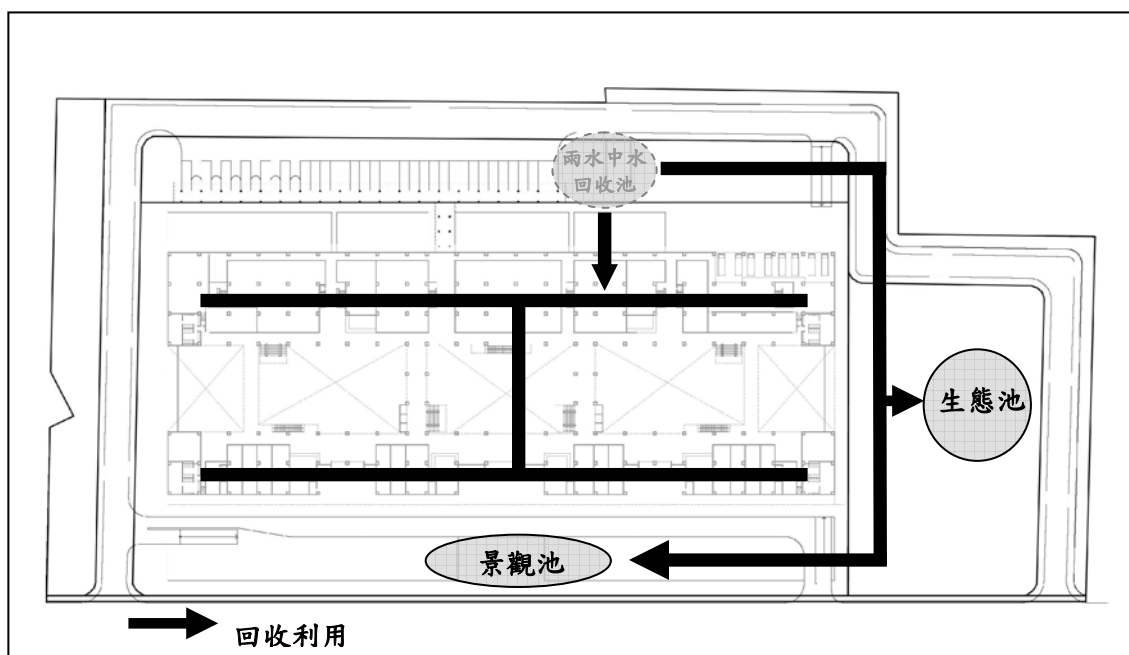 雨水中水
回收池
生態池
景觀池
回收利用